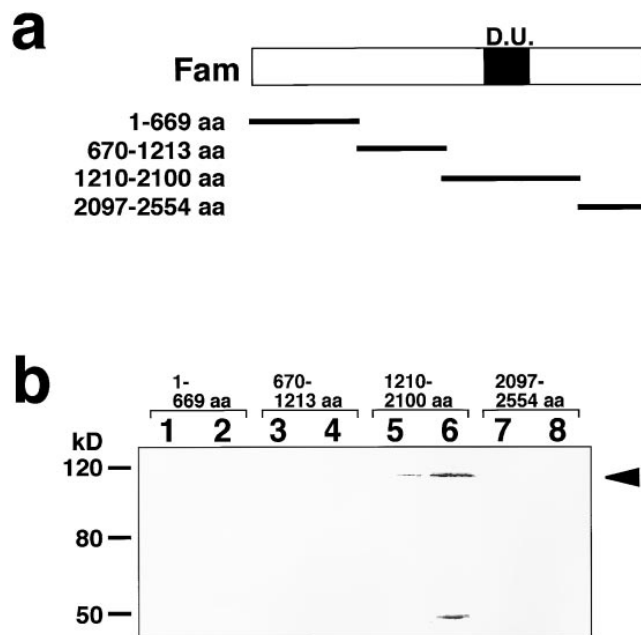 a
D.U.
Fam
1-669 aa
670-1213 aa
1210-2100 aa
2097-2554 aa
b
1-
669 aa
670-
1213 aa
1210-
2100 aa
2097-
2554 aa
kD
1 2 3 4 5 6 7 8
120
80
50